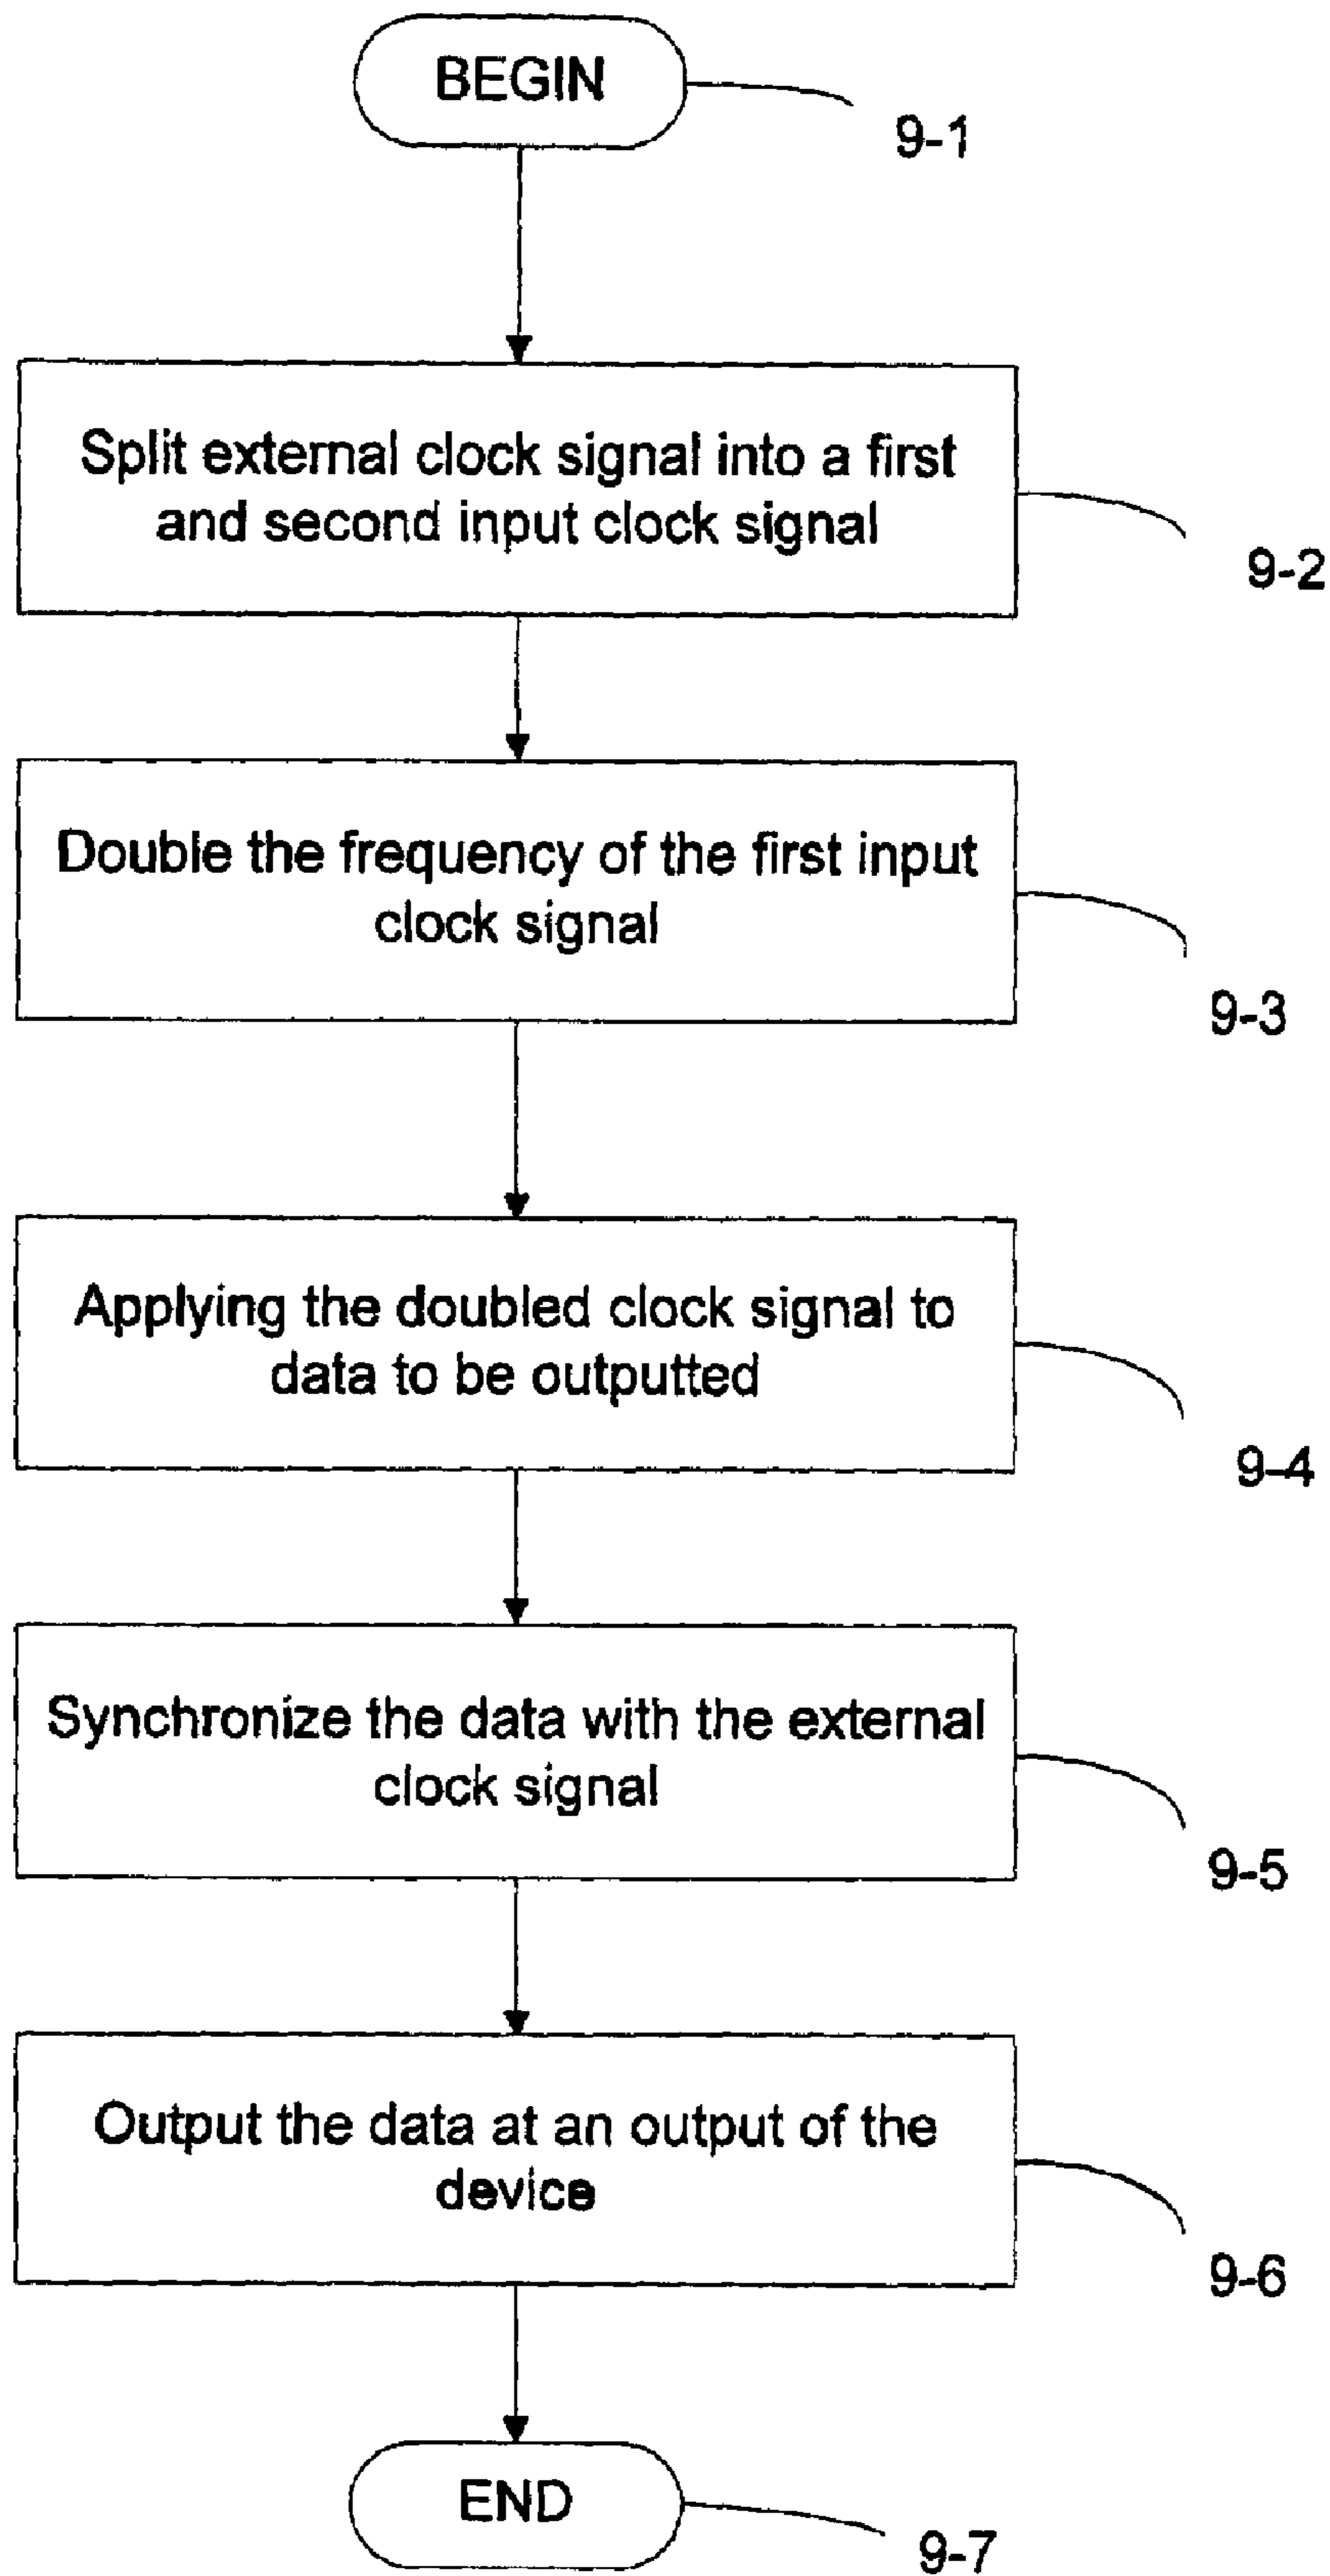 BEGIN
9-1
Split external clock signal into a first
and second input clock signal
9-2
Double the frequency of the first input
clock signal
9-3
Applying the doubled clock signal to
data to be outputted
9-4
Synchronize the data with the external
clock signal
9-5
Output the data at an output of the
device
9-6
END
9-7